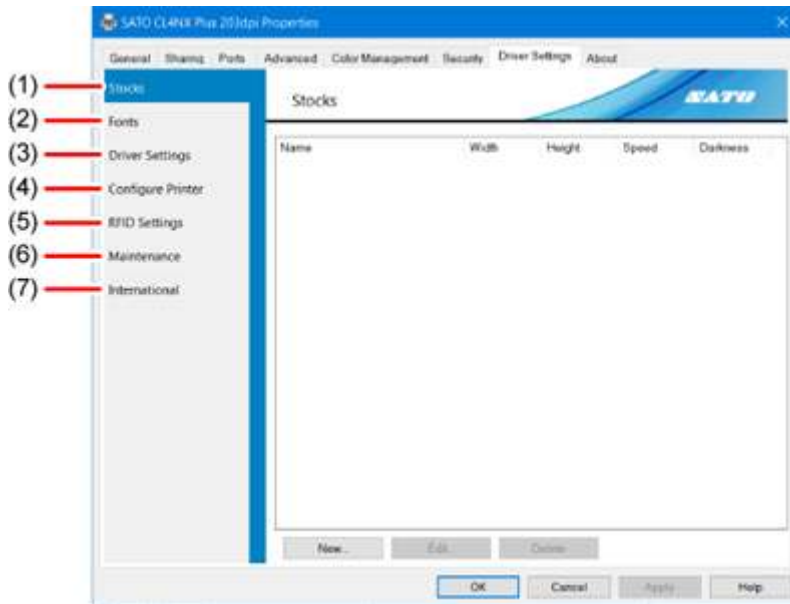 SATO CL4NX Plus 203dpi Properties
General Sharing Ports Advanced Color Management Security Driver Settings About
(1) Stocks
(2) Fonts
(3) Driver Settings
(4) Configure Printer
(5) RFID Settings
(6) Maintenance
(7) International
Stocks
SATO
Name Width Height Speed Darkness
New... Edit... Delete
OK Cancel Apply Help